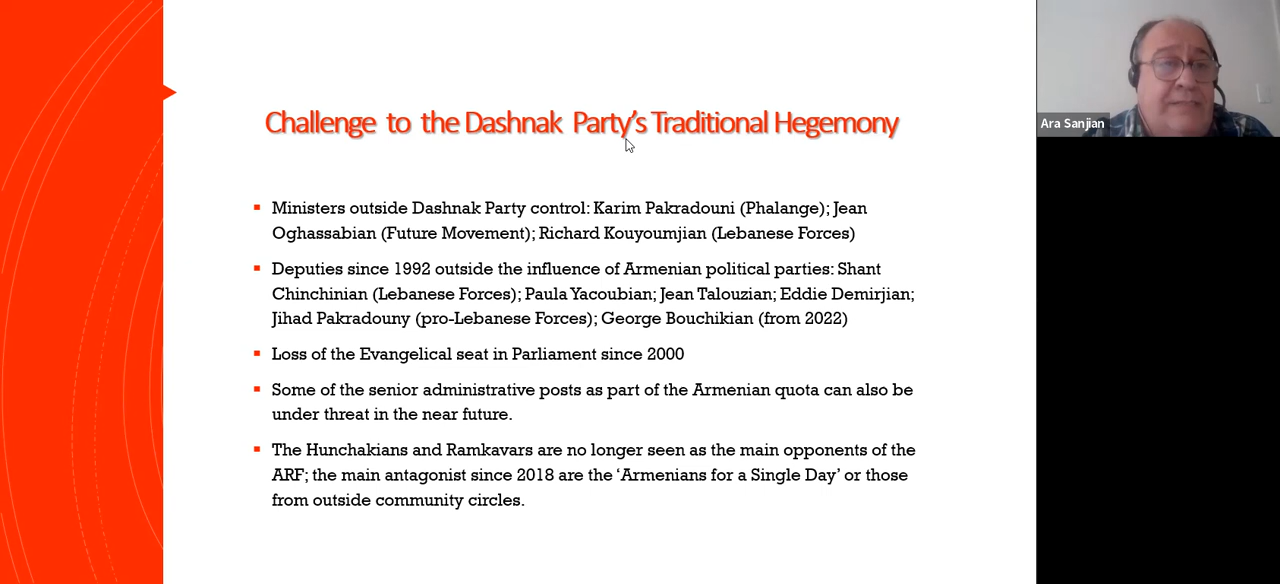 Challenge to the Dashnak Party's Traditional Hegemony
Ministers outside Dashnak Party control: Karim Pakradouni (Phalange); Jean
Oghassabian (Future Movement); Richard Kouyoumjian (Lebanese Forces)
Deputies since 1992 outside the influence of Armenian political parties: Shant
Chinchinian (Lebanese Forces); Paula Yacoubian; Jean Talouzian; Eddie Demirjian;
Jihad Pakradouny (pro-Lebanese Forces); George Bouchikian (from 2022)
Loss of the Evangelical seat in Parliament since 2000
Some of the senior administrative posts as part of the Armenian quota can also be
under threat in the near future.
The Hunchakians and Ramkavars are no longer seen as the main opponents of the
ARF; the main antagonist since 2018 are the ‘Armenians for a Single Day’ or those
from outside community circles.
Ara Sanjian